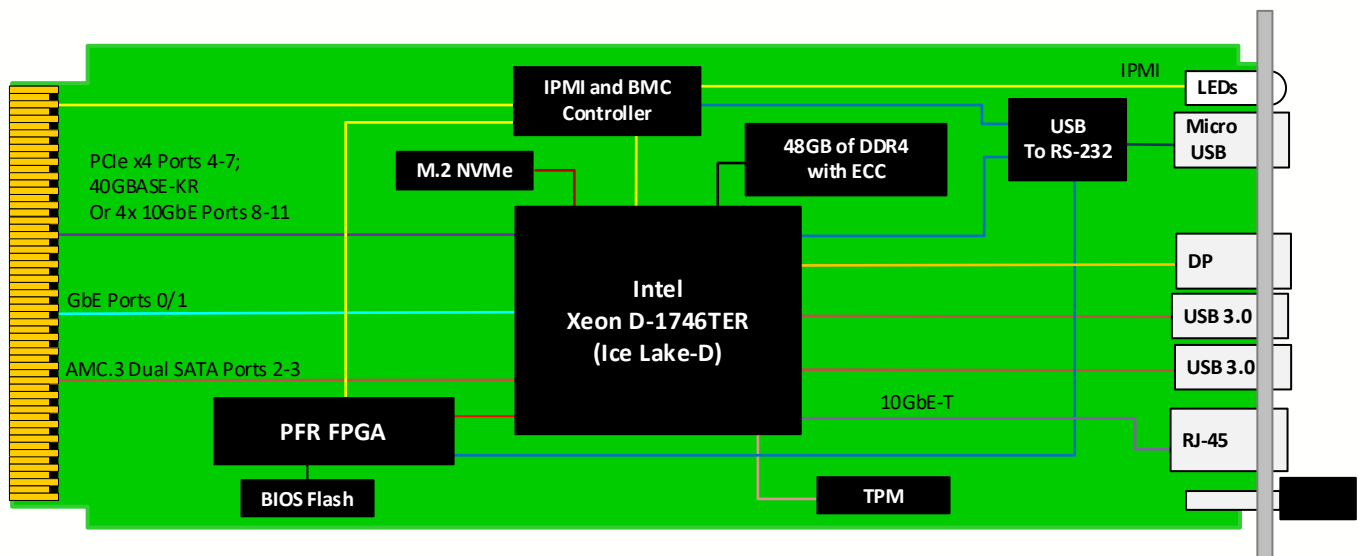 IPMI
LEDs
IPMI and BMC
Controller
USB
To RS-232
Micro
USB
48GB of DDR4
with ECC
M.2 NVMe
PCIe x4 Ports 4-7;
40GBASE-KR
Or 4x 10GbE Ports 8-11
DP
Intel
Xeon D-1746TER
(Ice Lake-D)
GbE Ports 0/1
USB 3.0
AMC.3 Dual SATA Ports 2-3
USB 3.0
10GbE-T
PFR FPGA
RJ-45
BIOS Flash
TPM